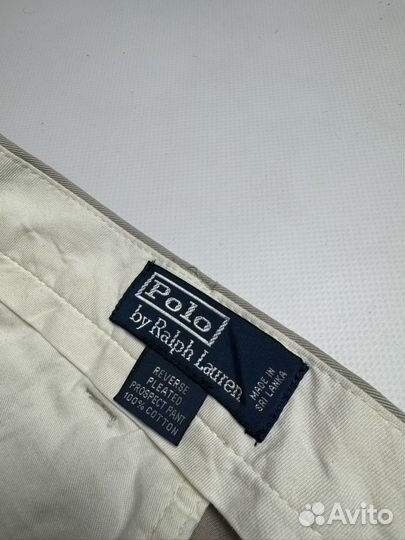 Polo
by Ralph Lauren
MADE IN
SRI LANKA
REVERSE
PLEATED
PROSPECT PANT
100% COTTON
Avito